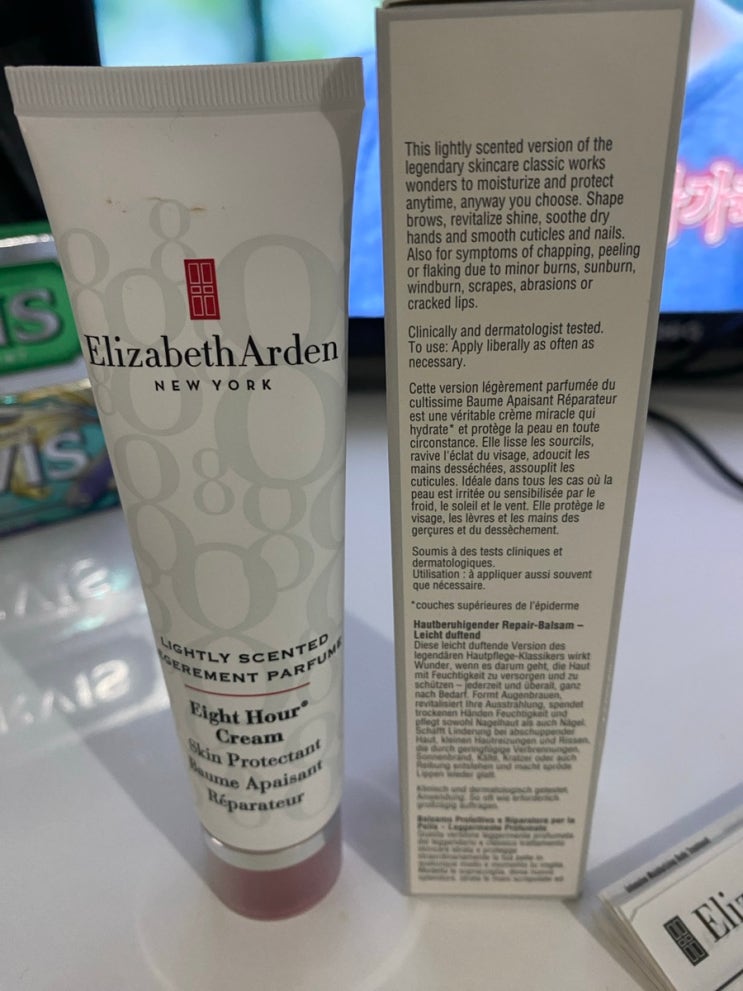 ElizabethArden
NEW YORK
LIGHTLY SCENTED
PARFUMÉ
Eight Hour®
Cream
Skin Protectant
Baume Apaisant
Réparateur
This lightly scented version of the
legendary skincare classic works
wonders to moisturize and protect
anytime, anyway you choose. Shape
brows, revitalize shine, soothe dry
hands and smooth cuticles and nails.
Also for symptoms of chapping, peeling
or flaking due to minor burns, sunburn,
windburn, scrapes, abrasions or
cracked lips.
Clinically and dermatologist tested.
To use: Apply liberally as often as
necessary.
Cette version légèrement parfumée du
cultissime Baume Apaisant Réparateur
est une véritable crème miracle qui
hydrate* et protège la peau en toute
circonstance. Elle lisse les sourcils,
ravive l'éclat du visage, adoucit les
mains desséchées, assouplit les
cuticules. Idéale dans tous les cas où la
peau est irritée ou sensibilisée par le
froid, le soleil et le vent. Elle protège le
visage, les lèvres et les mains des
gerçures et du dessèchement.
Soumis à des tests cliniques et
dermatologiques.
Utilisation : à appliquer aussi souvent
que nécessaire.
*couches supérieures de l'épiderme
Hautberuhigender Repair-Balsam –
Leicht duftend
Diese leicht duftende Version des
legendären Hautpflege-Klassikers wirkt
Wunder, wenn es darum geht, die Haut
mit Feuchtigkeit zu versorgen und zu
schützen – jederzeit und überall, ganz
nach Bedarf. Formt Augenbrauen,
revitalisiert Ihre Ausstrahlung, spendet
trockenen Händen Feuchtigkeit und
pflegt sowohl Nagelhaut als auch Nägel.
Schafft Linderung bei abschuppender
Haut, kleinen Hautreizungen und Rissen,
die durch geringfügige Verbrennungen,
Sonnenbrand, Kälte, Kratzer oder auch
Reibung entstehen und macht spröde
Lippen wieder glatt.
Klinisch und dermatologisch getestet.
Anwendung: So oft wie erforderlich
großzügig auftragen.
Balsamo Protettivo e Riparatore per la
Pelle - Leggermente Profumato
Eliz